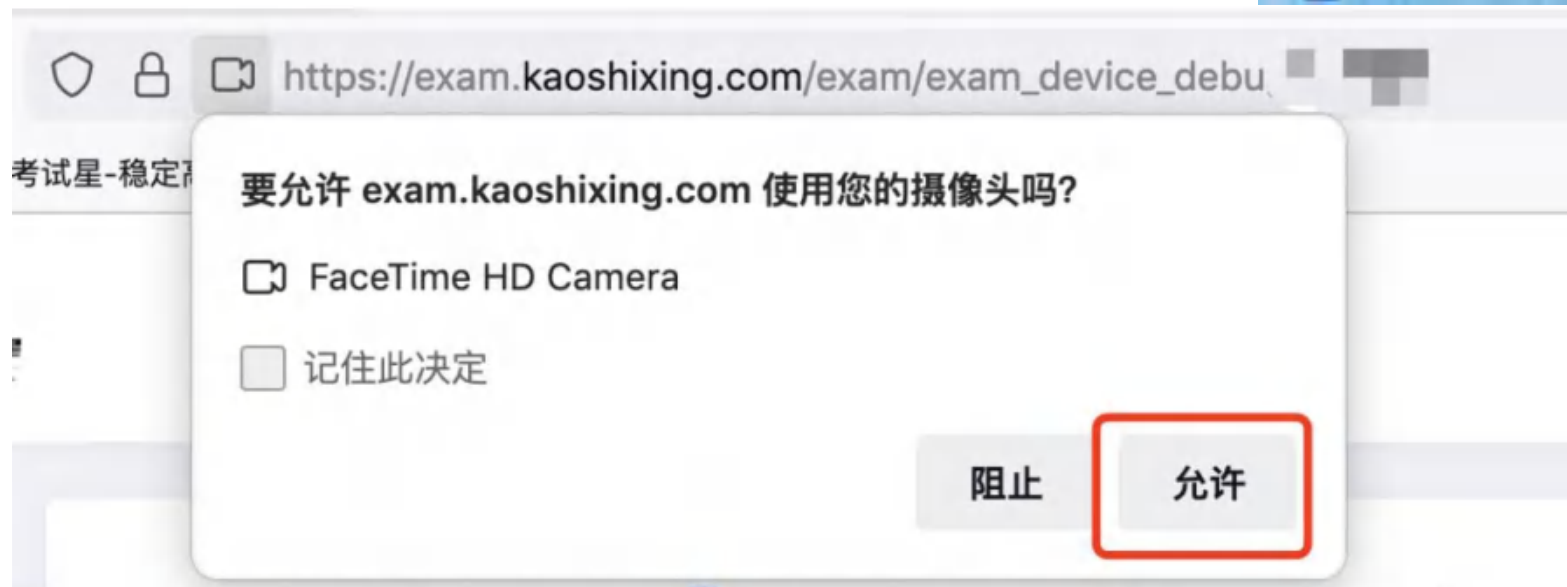 https://exam.kaoshixing.com/exam/exam_device_debu
考试星-稳定
要允许 exam.kaoshixing.com 使用您的摄像头吗?
FaceTime HD Camera
记住此决定
阻止
允许